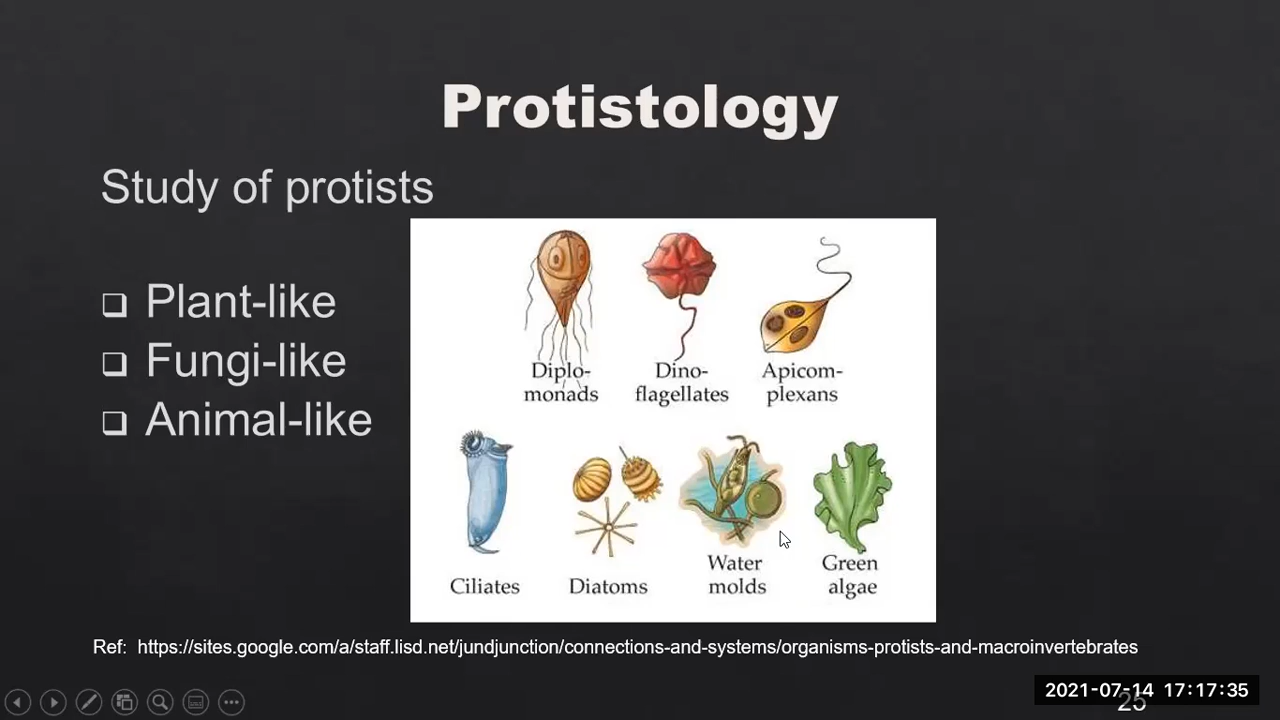 Protistology
Study of protists
Plant-like
Fungi-like
Animal-like
Diplo-
monads
Dino-
flagellates
Apicom-
plexans
Ciliates
Diatoms
Water
molds
Green
algae
Ref: https://sites.google.com/a/staff.lisd.net/jundjunction/connections-and-systems/organisms-protists-and-macroinvertebrates
2021-07-14 17:17:35
25